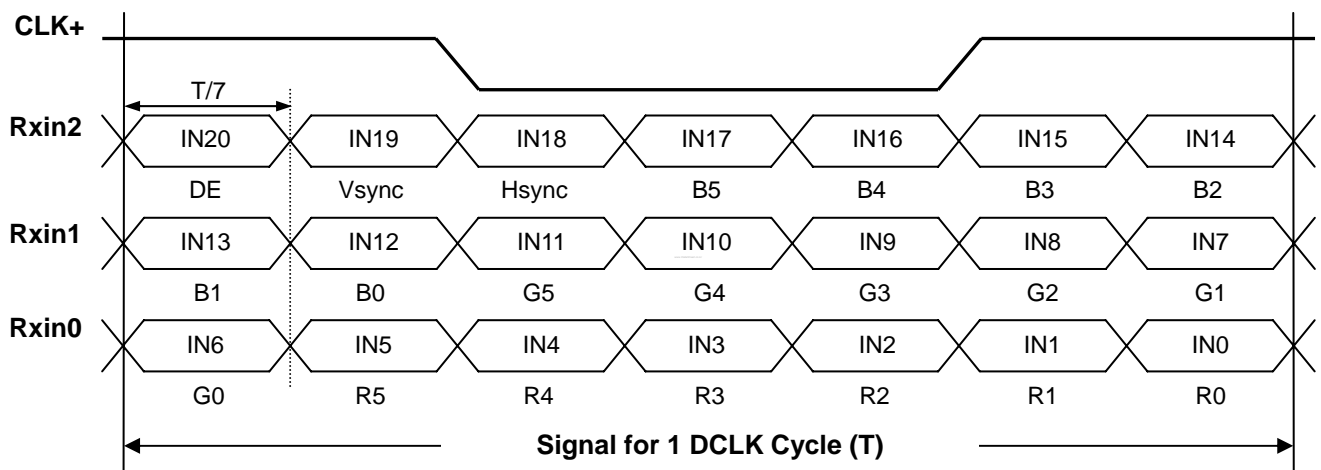 CLK+
T/7
Rxin2 IN20 IN19 IN18 IN17 IN16 IN15 IN14
DE Vsync Hsync B5 B4 B3 B2
Rxin1 IN13 IN12 IN11 IN10 IN9 IN8 IN7
B1 B0 G5 G4 G3 G2 G1
Rxin0 IN6 IN5 IN4 IN3 IN2 IN1 IN0
G0 R5 R4 R3 R2 R1 R0
Signal for 1 DCLK Cycle (T)